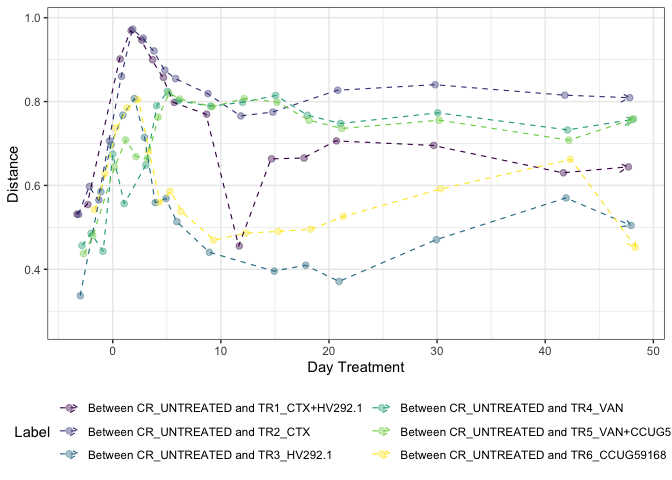 1.0
0.8
0.6
0.4
Distance
0 10 20 30 40 50
Day Treatment
Label
Between CR_UNTREATED and TR1_CTX+HV292.1
Between CR_UNTREATED and TR2_CTX
Between CR_UNTREATED and TR3_HV292.1
Between CR_UNTREATED and TR4_VAN
Between CR_UNTREATED and TR5_VAN+CCUG5
Between CR_UNTREATED and TR6_CCUG59168